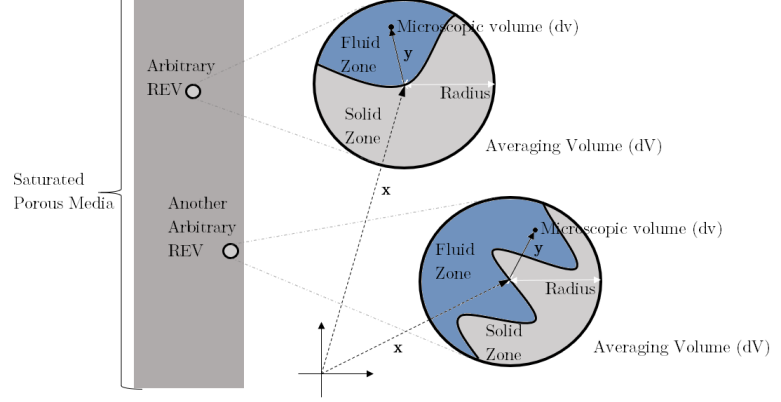 Microscopic volume (dv)
Fluid
Zone
y
Arbitrary
REV
Radius
Solid
Zone
Averaging Volume (dV)
x
Saturated
Porous Media
Another
Arbitrary
REV
Microscopic volume (dv)
Fluid
Zone
y
Radius
Solid
Zone
x
Averaging Volume (dV)